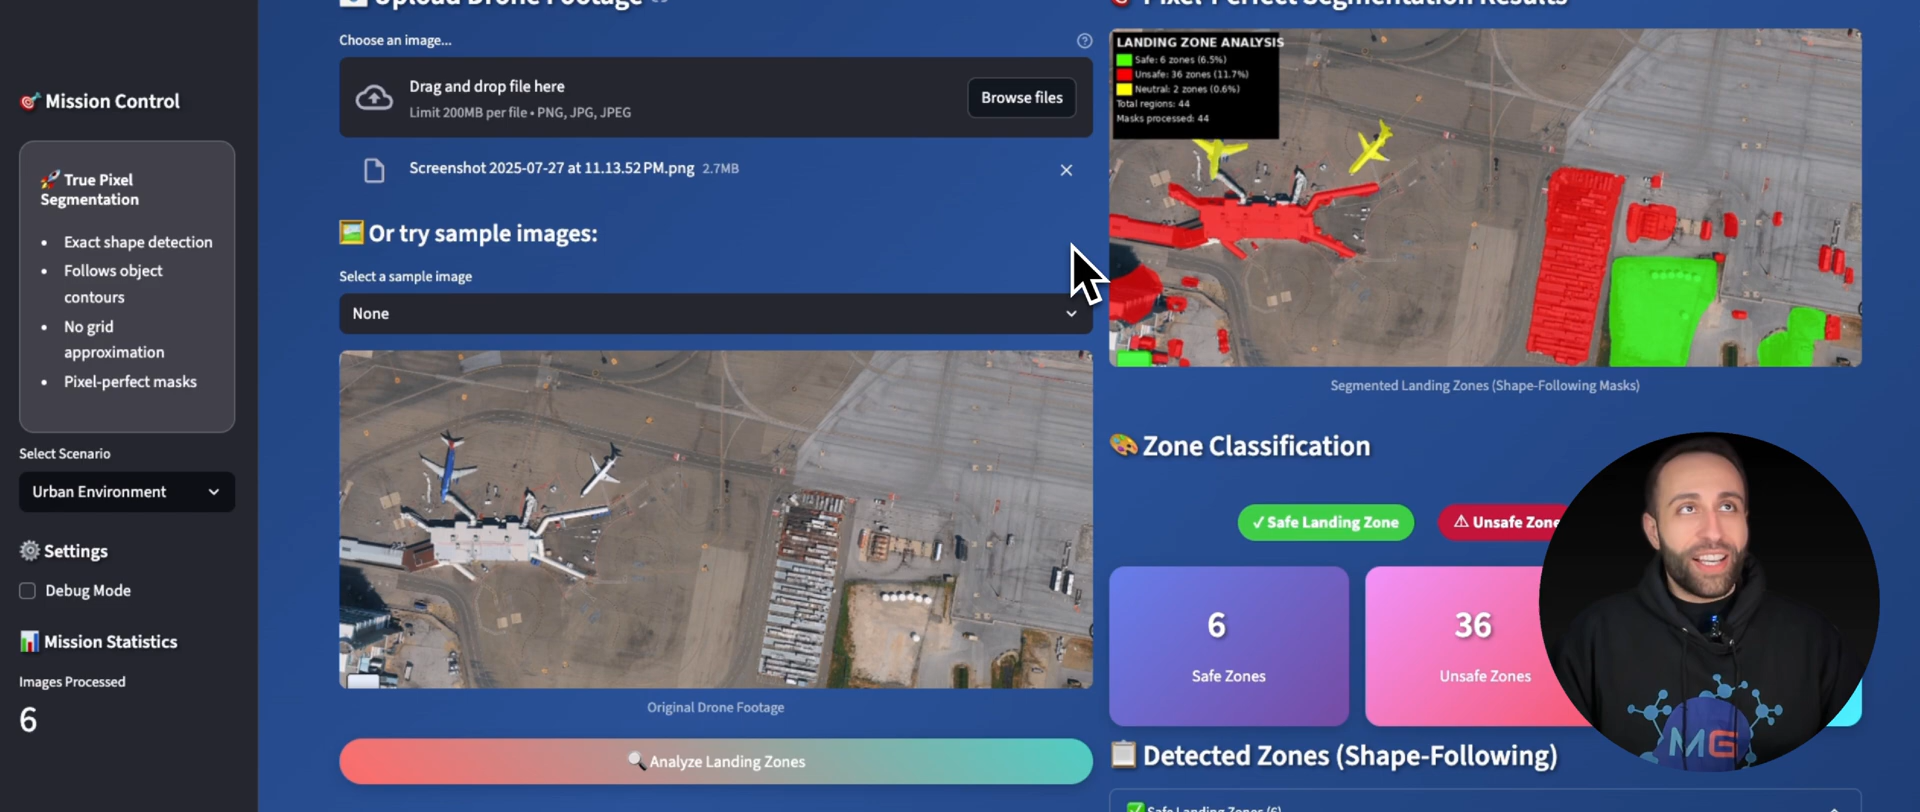 Mission Control
True Pixel
Segmentation
Exact shape detection
Follows object
contours
No grid
approximation
Pixel-perfect masks
Select Scenario
Urban Environment
Settings
Debug Mode
Mission Statistics
Images Processed
6
Upload Drone Footage
Choose an image...
Drag and drop file here
Limit 200MB per file • PNG, JPG, JPEG
Browse files
Screenshot 2025-07-27 at 11.13.52 PM.png 2.7MB
Or try sample images:
Select a sample image
None
Original Drone Footage
Analyze Landing Zones
Pixel-Perfect Segmentation Results
LANDING ZONE ANALYSIS
Safe: 6 zones (6.5%)
Unsafe: 36 zones (11.7%)
Neutral: 2 zones (0.6%)
Total regions: 44
Masks processed: 44
Segmented Landing Zones (Shape-Following Masks)
Zone Classification
✓ Safe Landing Zone
⚠ Unsafe Zone
6
Safe Zones
36
Unsafe Zones
MG
Detected Zones (Shape-Following)
Safe Landing Zones (6)